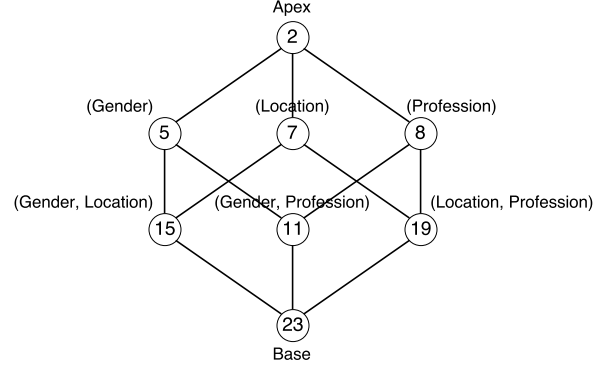 Apex
2
(Gender)
(Location)
(Profession)
5
7
8
(Gender, Location)
(Gender, Profession)
(Location, Profession)
15
11
19
23
Base